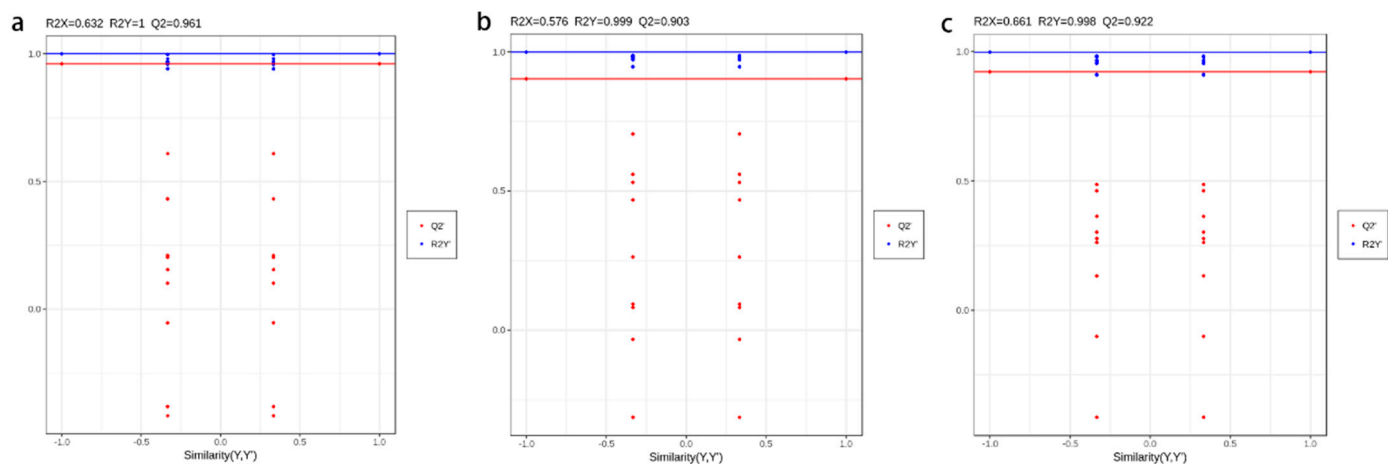 a
R2X=0.632 R2Y=1 Q2=0.961
1.0
0.5
0.0
-1.0 -0.5 0.0 0.5 1.0
Similarity(Y,Y')
Q2'
R2Y'
b
R2X=0.576 R2Y=0.999 Q2=0.903
1.0
0.5
0.0
-1.0 -0.5 0.0 0.5 1.0
Similarity(Y,Y')
Q2'
R2Y'
c
R2X=0.661 R2Y=0.998 Q2=0.922
1.0
0.5
0.0
-1.0 -0.5 0.0 0.5 1.0
Similarity(Y,Y')
Q2'
R2Y'